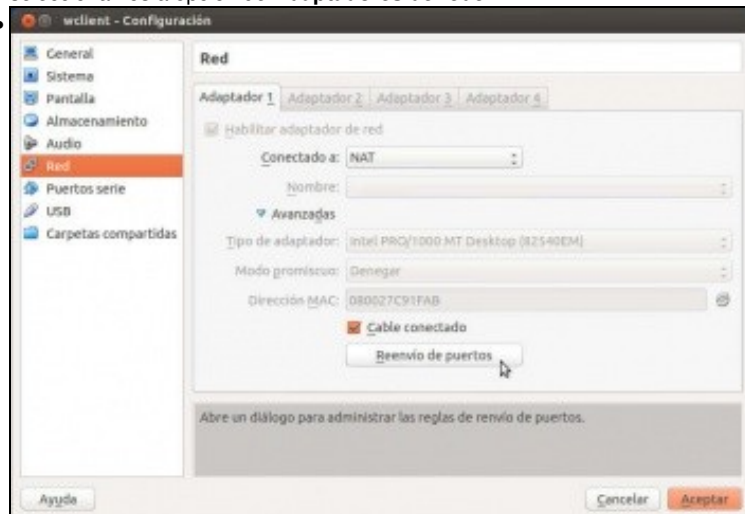 wclient - Configuración
General
Sistema
Pantalla
Almacenamiento
Audio
Red
Puertos serie
USB
Carpetas compartidas
Red
Adaptador 1 Adaptador 2 Adaptador 3 Adaptador 4
Habilitar adaptador de red
Conectado a: NAT
Nombre:
Avanzadas
Tipo de adaptador: Intel PRO/1000 MT Desktop (82540EM)
Modo promiscuo: Denegar
Dirección MAC: 080027C91FAB
Cable conectado
Reenvío de puertos
Abre un diálogo para administrar las reglas de renvío de puertos.
Ayuda
Cancelar Aceptar